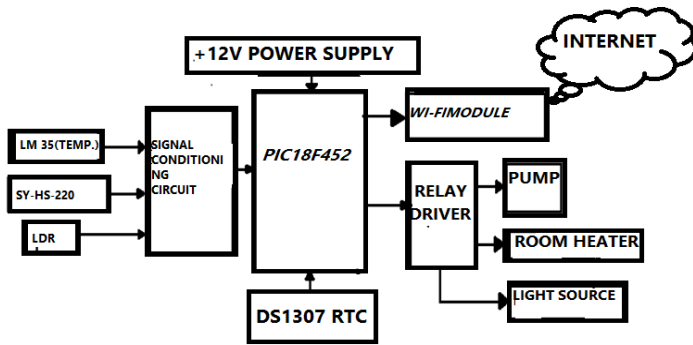 INTERNET
+12V POWER SUPPLY
WI-FIMODULE
PIC18F452
LM 35(TEMP.)
SIGNAL
CONDITIONI
NG
CIRCUIT
SY-HS-220
LDR
RELAY
DRIVER
PUMP
ROOM HEATER
LIGHT SOURCE
DS1307 RTC